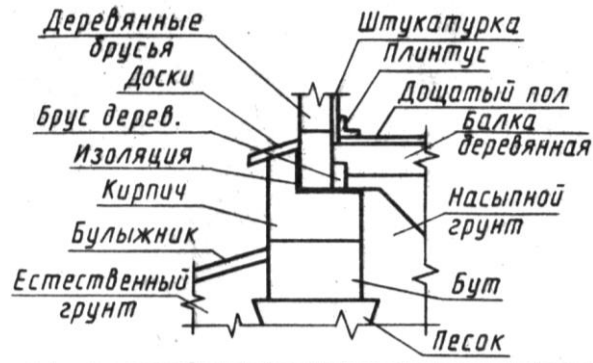 Деревянные
брусья
Доски
Брус дерев.
Изоляция
Кирпич
Булыжник
Естественный
грунт
Штукатурка
Плинтус
Дощатый пол
Балка
деревянная
Насыпной
грунт
Бут
Песок